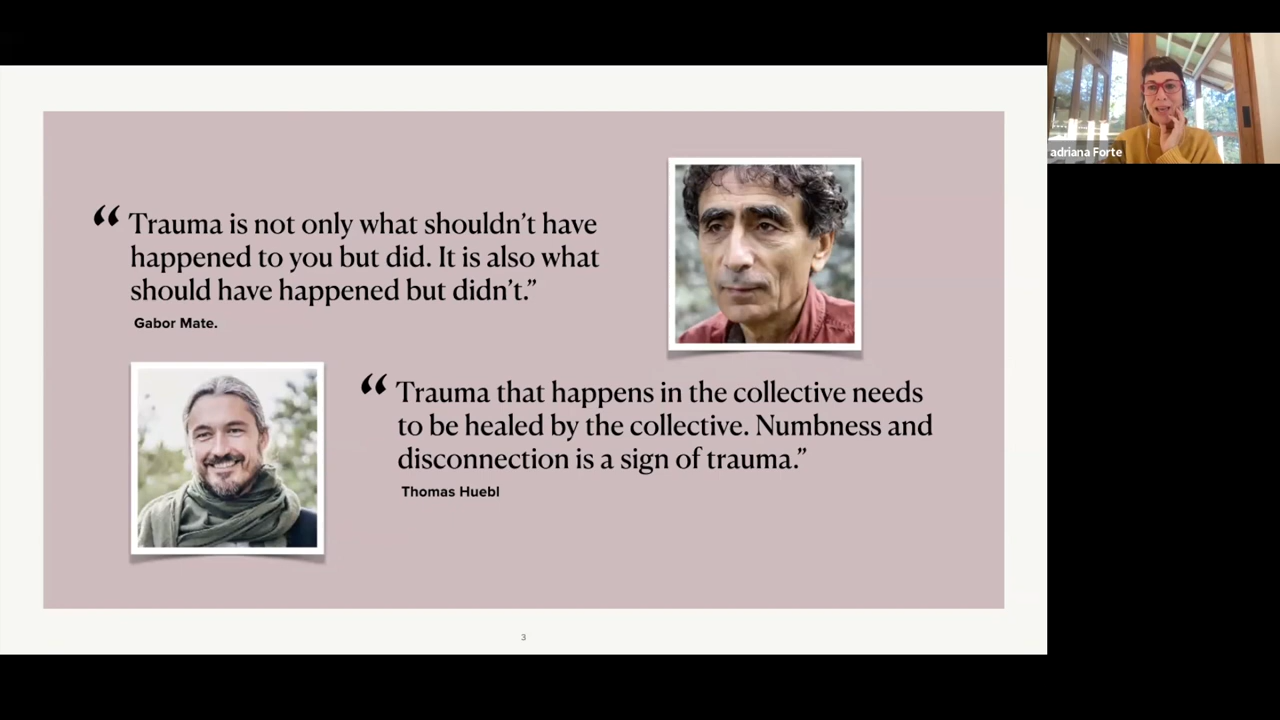 “Trauma is not only what shouldn’t have
happened to you but did. It is also what
should have happened but didn’t.”
Gabor Mate.
“Trauma that happens in the collective needs
to be healed by the collective. Numbness and
disconnection is a sign of trauma.”
Thomas Huebl
3
adriana Forte